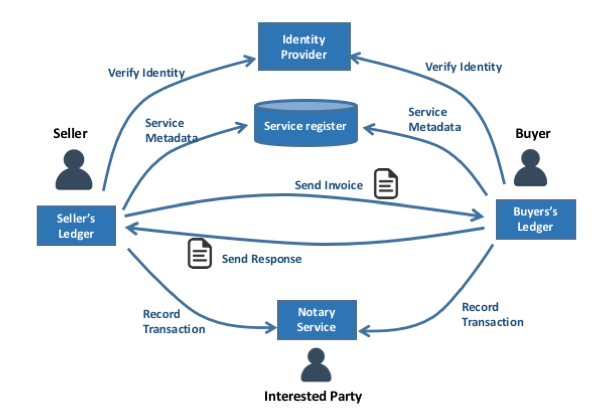 Identity
Provider
Verify Identity
Verify Identity
Service
Metadata
Service register
Service
Metadata
Seller
Buyer
Send Invoice
Seller's
Ledger
Buyers's
Ledger
Send Response
Record
Transaction
Notary
Service
Record
Transaction
Interested Party